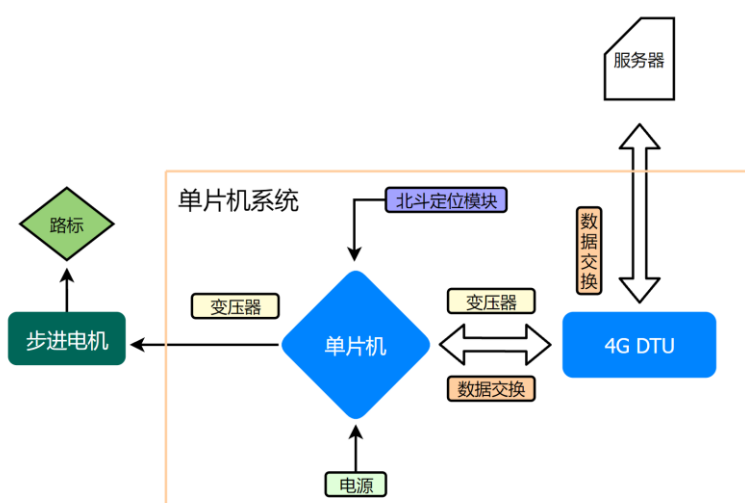 服务器
单片机系统
北斗定位模块
路标
数据交换
变压器
变压器
步进电机
单片机
4G DTU
数据交换
电源